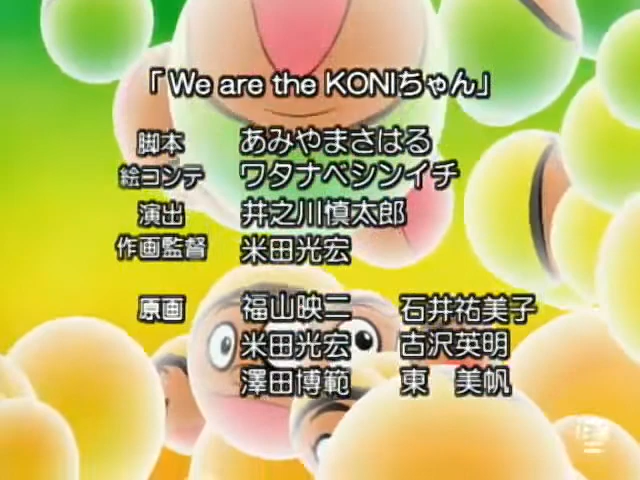 「We are the KONIちゃん」
脚本 あみやまさはる
絵コンテ ワタナベシンイチ
演出 井之川慎太郎
作画監督 米田光宏
原画 福山映二 石井祐美子
米田光宏 古沢英明
澤田博範 東 美帆